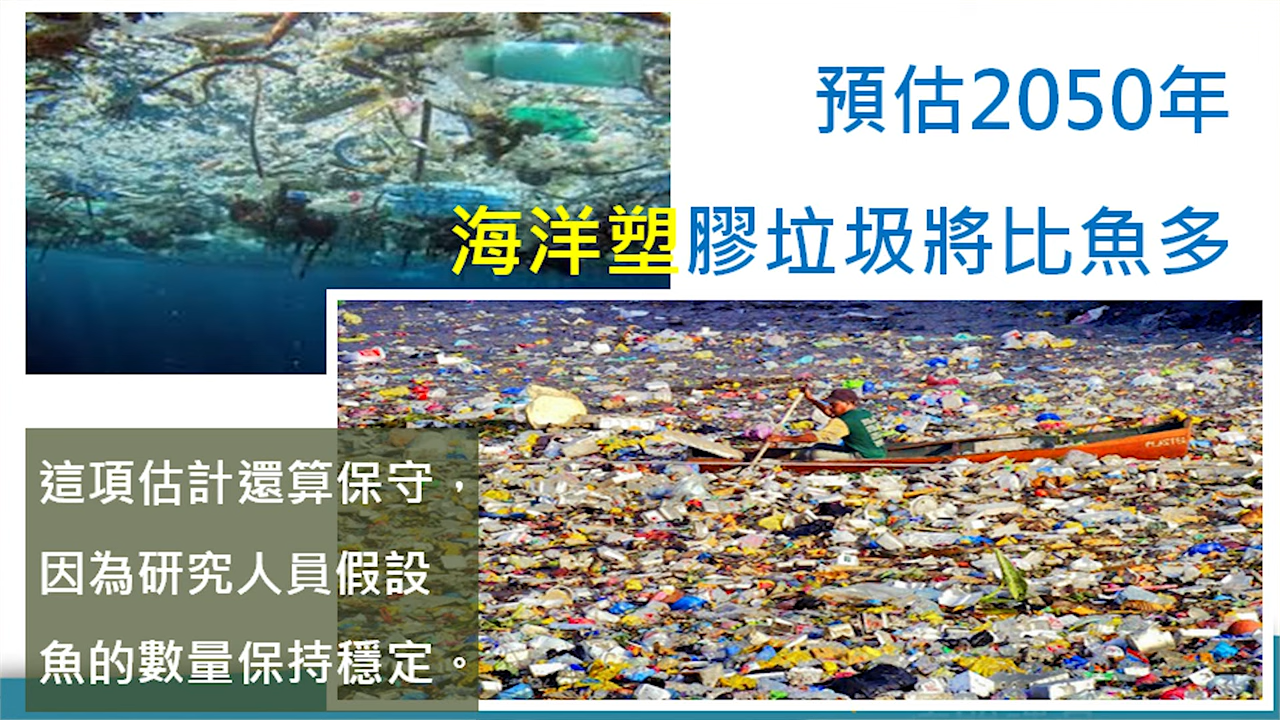 預估2050年
海洋塑膠垃圾將比魚多
這項估計還算保守，
因為研究人員假設
魚的數量保持穩定。